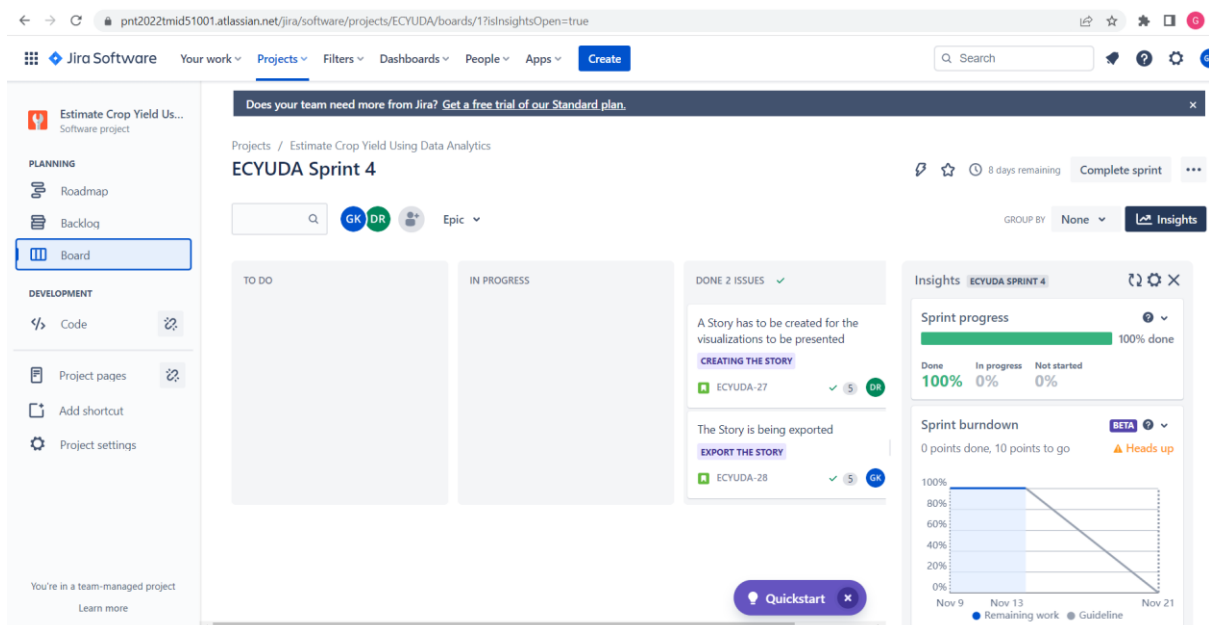 pnt2022tmid51001.atlassian.net/jira/software/projects/ECYUDA/boards/1?isInsightsOpen=true
G
Jira Software
Your work
Projects
Filters
Dashboards
People
Apps
Create
Search
Estimate Crop Yield Us...
Software project
Does your team need more from Jira? Get a free trial of our Standard plan.
PLANNING
Roadmap
Backlog
Board
DEVELOPMENT
Code
Project pages
Add shortcut
Project settings
You're in a team-managed project
Learn more
Projects / Estimate Crop Yield Using Data Analytics
ECYUDA Sprint 4
8 days remaining
Complete sprint
GK
DR
Epic
GROUP BY
None
Insights
TO DO
IN PROGRESS
DONE 2 ISSUES
A Story has to be created for the
visualizations to be presented
CREATING THE STORY
ECYUDA-27
5
DR
The Story is being exported
EXPORT THE STORY
ECYUDA-28
5
GK
Quickstart
Insights ECYUDA SPRINT 4
Sprint progress
100% done
Done In progress Not started
100% 0% 0%
Sprint burndown
BETA
0 points done, 10 points to go
Heads up
100%
80%
60%
40%
20%
0%
Nov 9 Nov 13 Nov 21
Remaining work Guideline